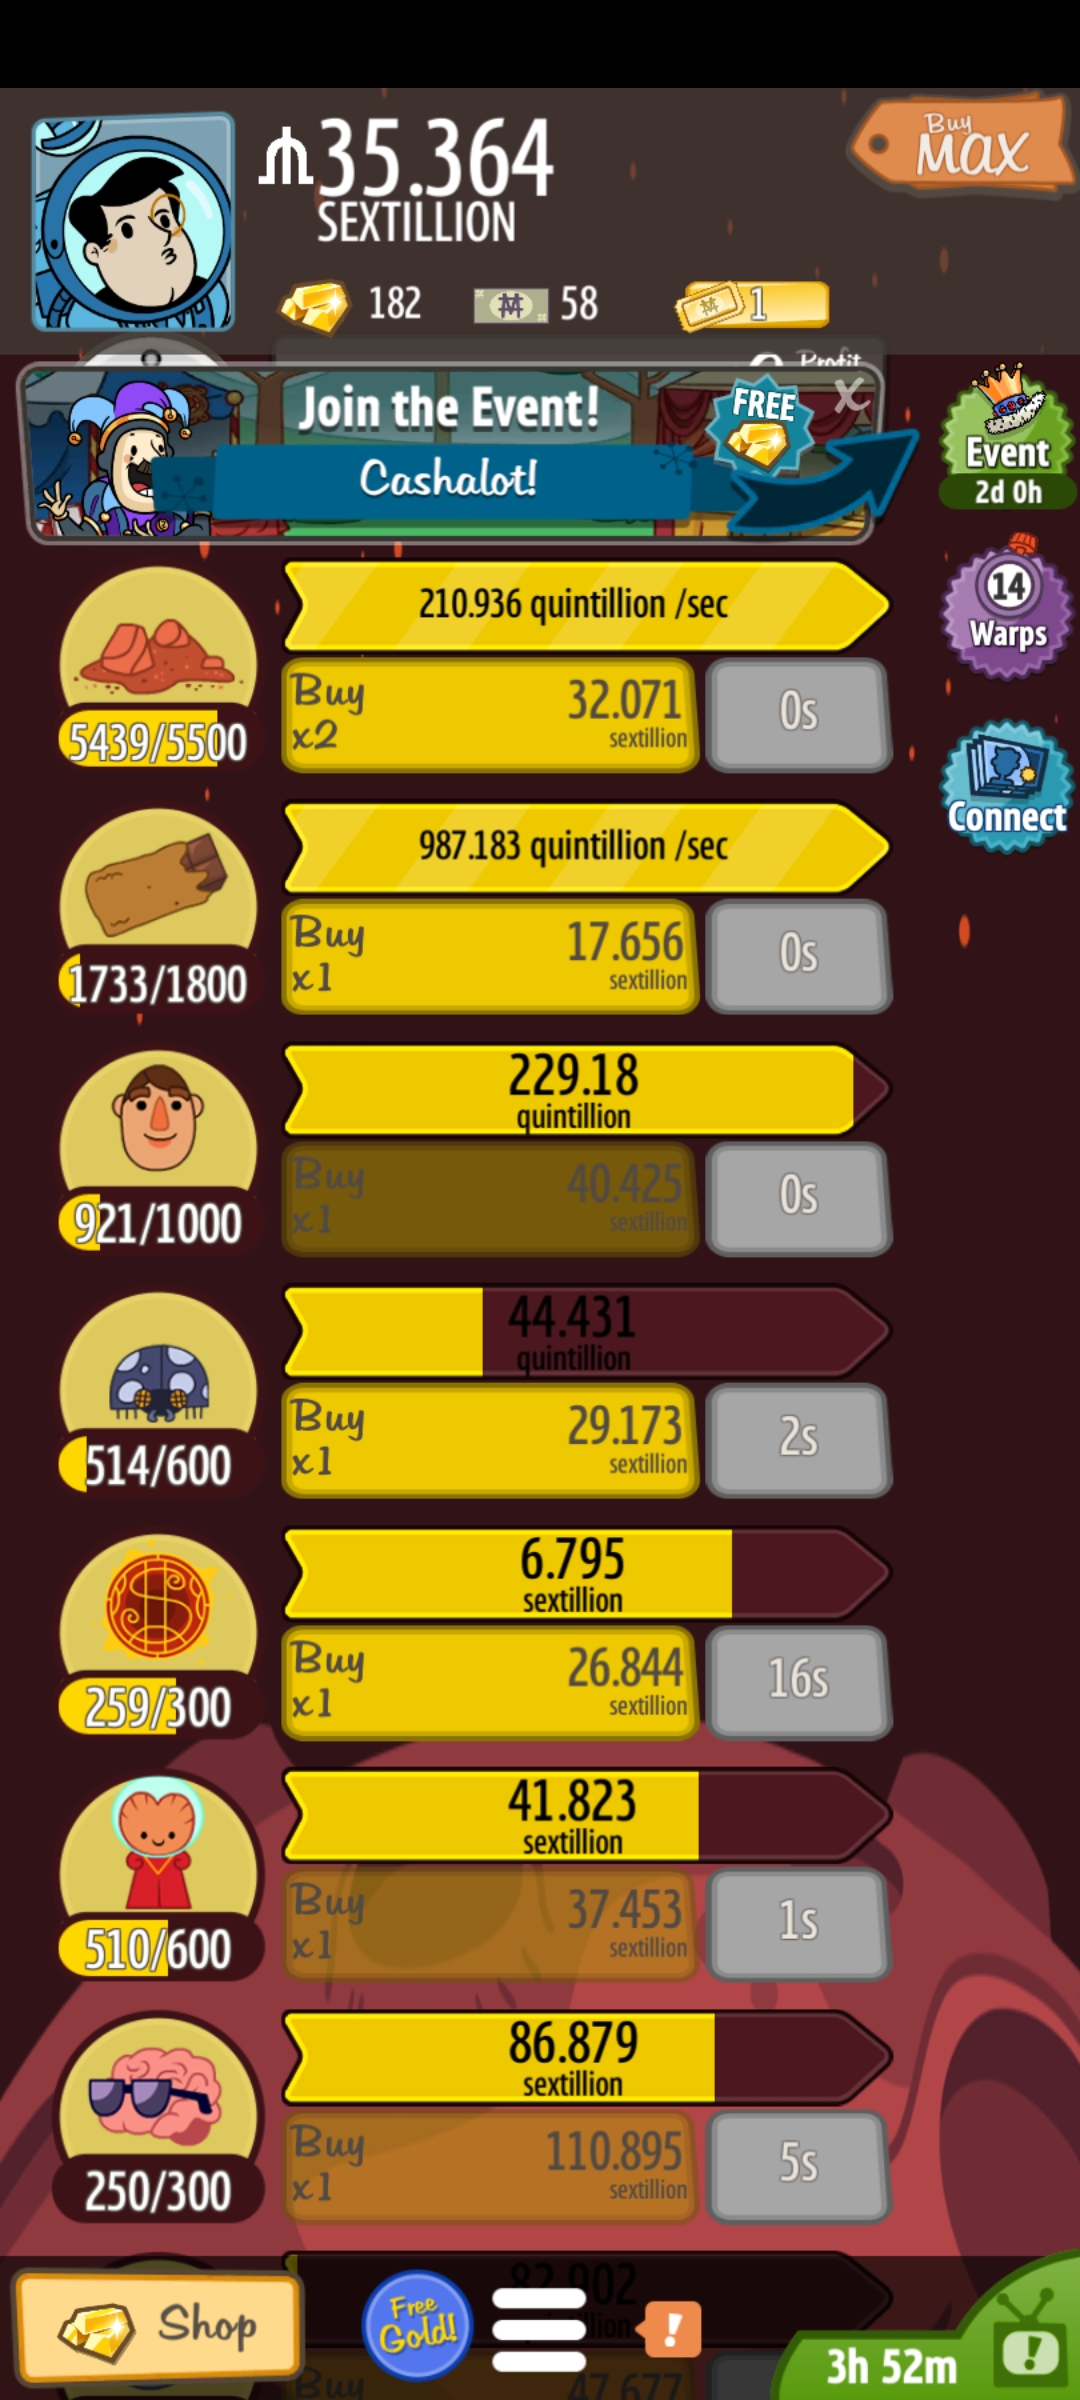 35.364
SEXTILLION
Buy
MAX
182
58
1
Profit
Join the Event!
FREE
X
Cashalot!
Event
2d 0h
210.936 quintillion /sec
14
Warps
Buy
x2
32.071
sextillion
0s
5439/5500
Connect
987.183 quintillion /sec
Buy
x1
17.656
sextillion
0s
1733/1800
229.18
quintillion
Buy
x1
40.425
sextillion
0s
921/1000
44.431
quintillion
Buy
x1
29.173
sextillion
2s
514/600
6.795
sextillion
Buy
x1
26.844
sextillion
16s
259/300
41.823
sextillion
Buy
x1
37.453
sextillion
1s
510/600
86.879
sextillion
Buy
x1
110.895
sextillion
5s
250/300
82.902
Shop
Free
Gold!
!
3h 52m
!
Buy
47.677